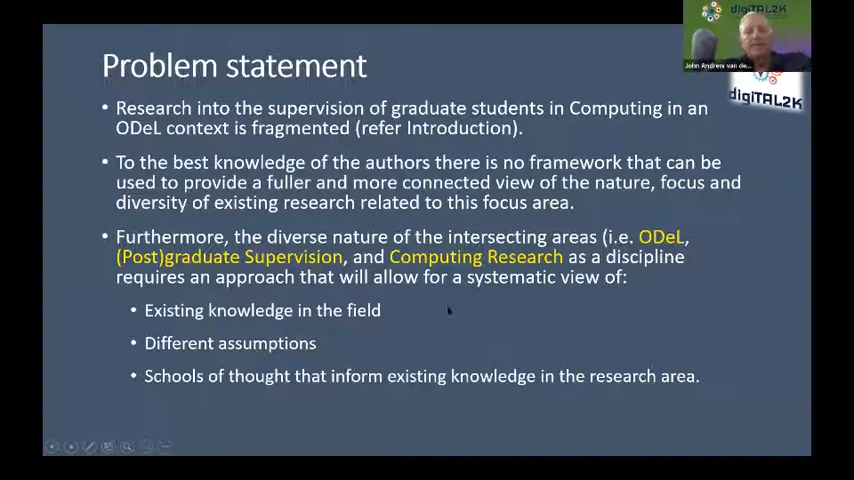 digiTAL2K
John Andrew van de...
digiTAL2K
Problem statement
• Research into the supervision of graduate students in Computing in an
ODeL context is fragmented (refer Introduction).
• To the best knowledge of the authors there is no framework that can be
used to provide a fuller and more connected view of the nature, focus and
diversity of existing research related to this focus area.
• Furthermore, the diverse nature of the intersecting areas (i.e. ODeL,
(Post)graduate Supervision, and Computing Research as a discipline
requires an approach that will allow for a systematic view of:
• Existing knowledge in the field
• Different assumptions
• Schools of thought that inform existing knowledge in the research area.